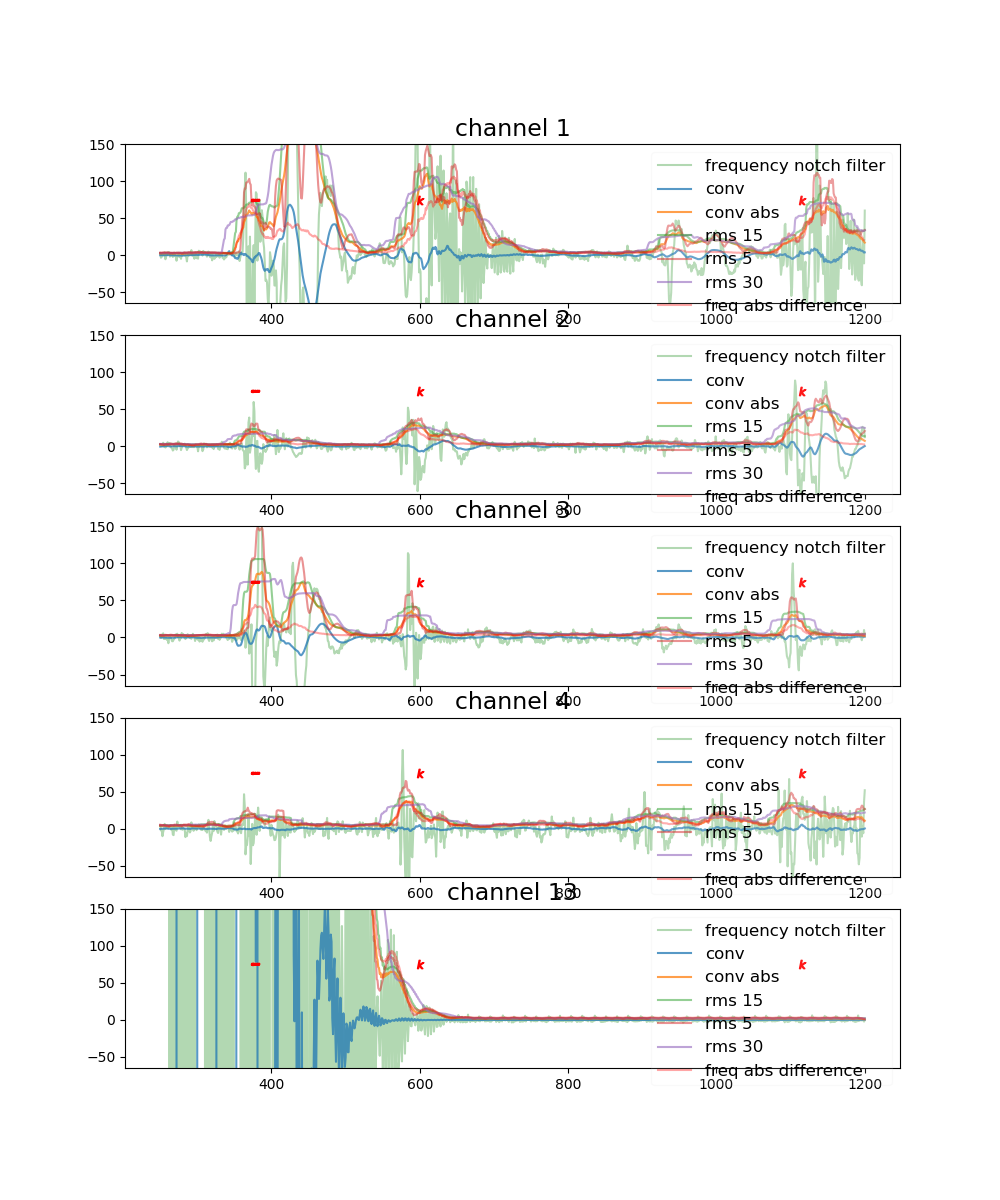 channel 1
150
100
50
0
−50
400 600 800 1000 1200
k k
frequency notch filter
conv
conv abs
rms 15
rms 5
rms 30
freq abs difference
channel 2
150
100
50
0
−50
400 600 800 1000 1200
k k
frequency notch filter
conv
conv abs
rms 15
rms 5
rms 30
freq abs difference
channel 3
150
100
50
0
−50
400 600 800 1000 1200
k k
frequency notch filter
conv
conv abs
rms 15
rms 5
rms 30
freq abs difference
channel 4
150
100
50
0
−50
400 600 800 1000 1200
k k
frequency notch filter
conv
conv abs
rms 15
rms 5
rms 30
freq abs difference
channel 13
150
100
50
0
−50
400 600 800 1000 1200
k k
frequency notch filter
conv
conv abs
rms 15
rms 5
rms 30
freq abs difference